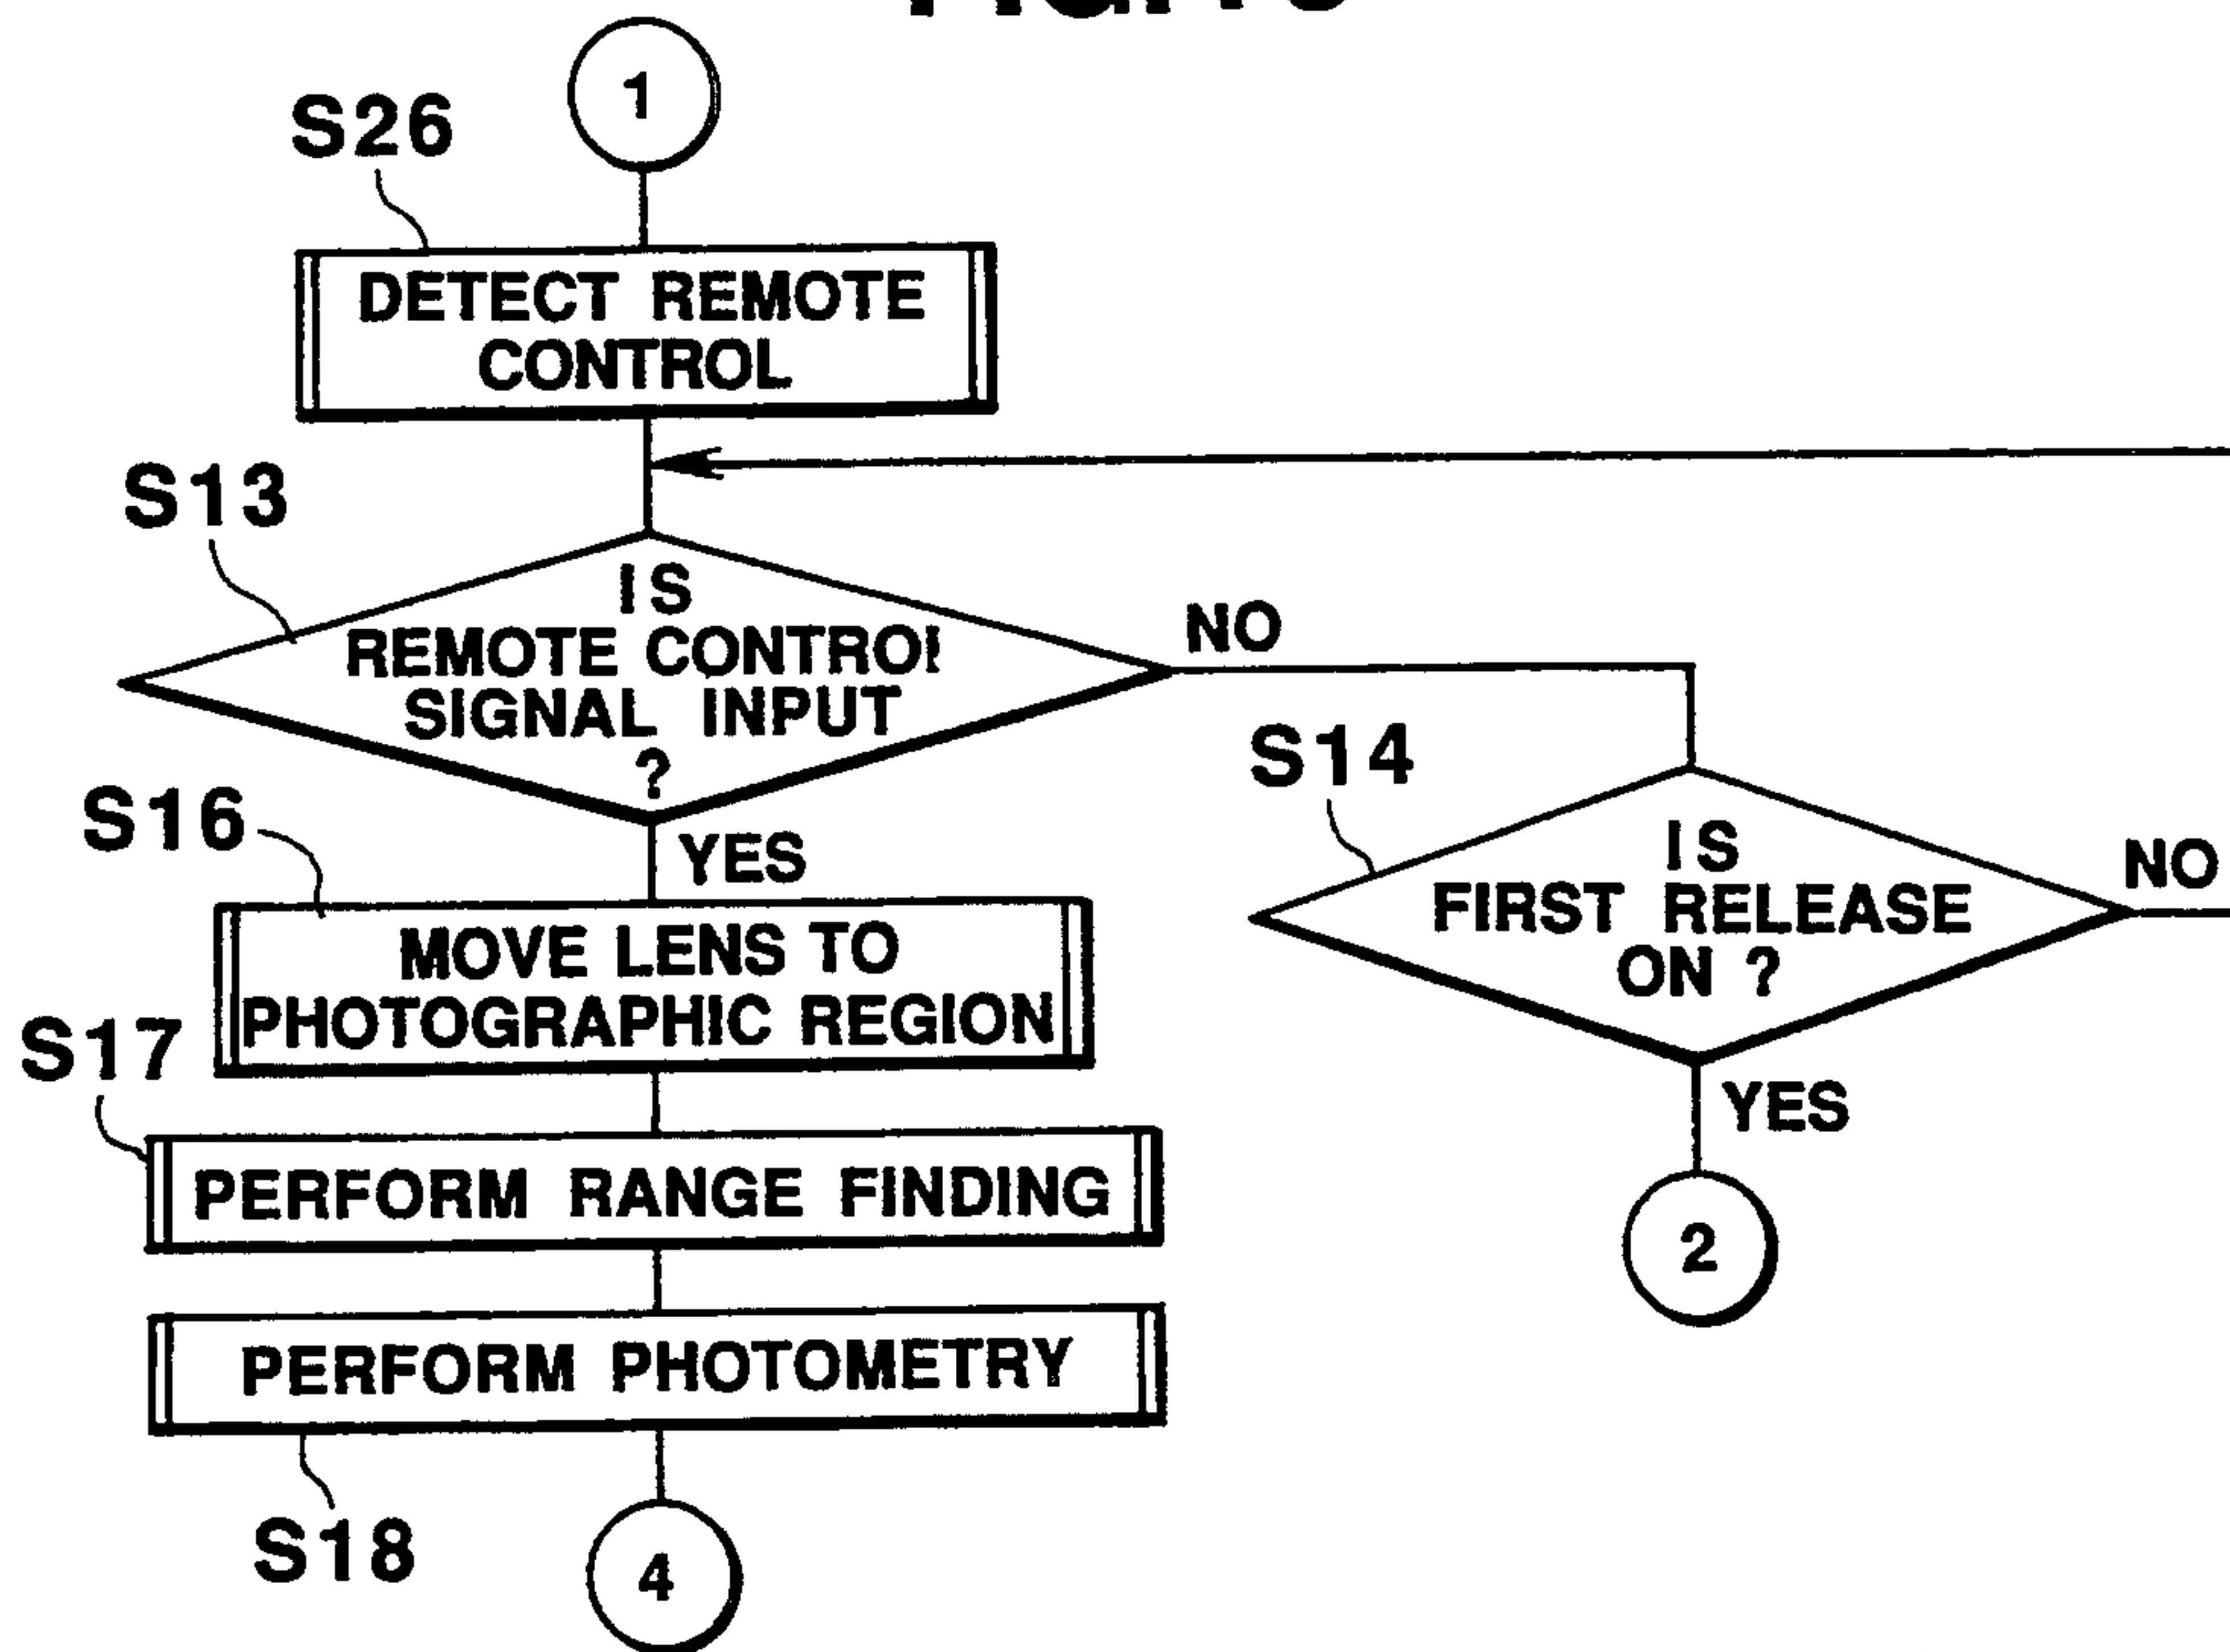 1
S26
DETECT REMOTE
CONTROL
S13
IS
REMOTE CONTROL
SIGNAL INPUT
?
NO
S14
IS
FIRST RELEASE
ON ?
NO
YES
2
S16
YES
MOVE LENS TO
PHOTOGRAPHIC REGION
S17
PERFORM RANGE FINDING
PERFORM PHOTOMETRY
S18
4